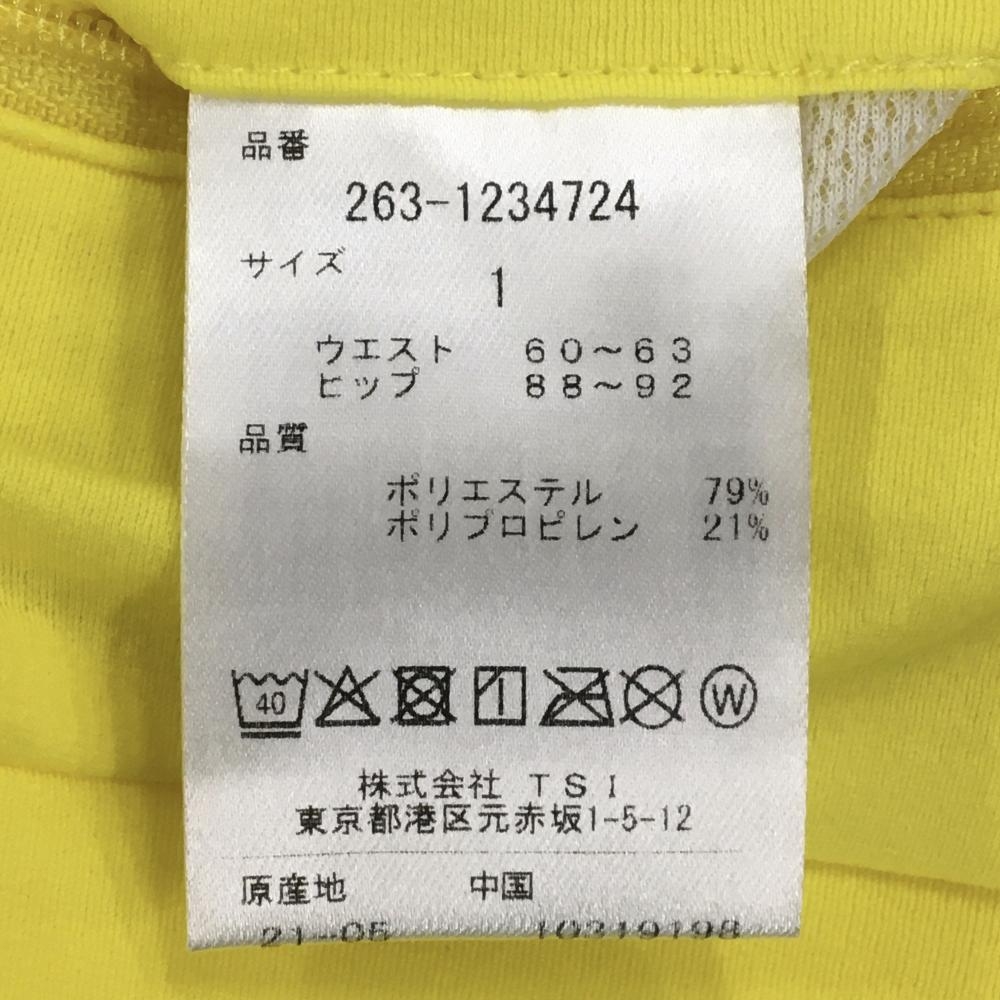 品番
263-1234724
サイズ
1
ウエスト 60～63
ヒップ 88～92
品質
ポリエステル 79%
ポリプロピレン 21%
40 W
株式会社 TSI
東京都港区元赤坂1-5-12
原産地 中国
21--05 10319198